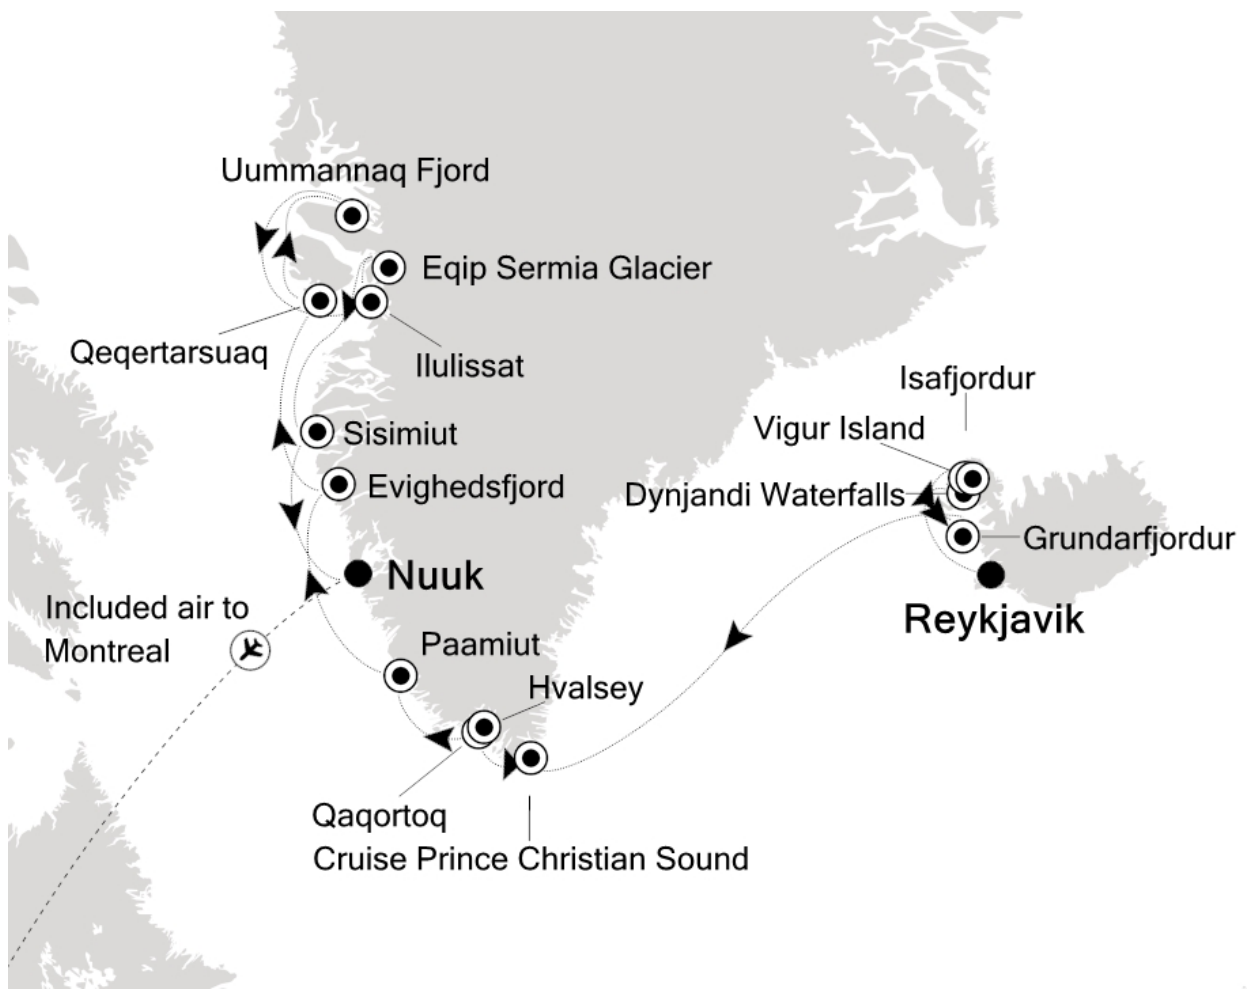 Uummannaq Fjord
Eqip Sermia Glacier
Qeqertarsuaq
Ilulissat
Isafjordur
Vigur Island
Sisimiut
Evighedsfjord
Dynjandi Waterfalls
Grundarfjordur
Nuuk
Reykjavik
Included air to
Montreal
Paamiut
Hvalsey
Qaqortoq
Cruise Prince Christian Sound